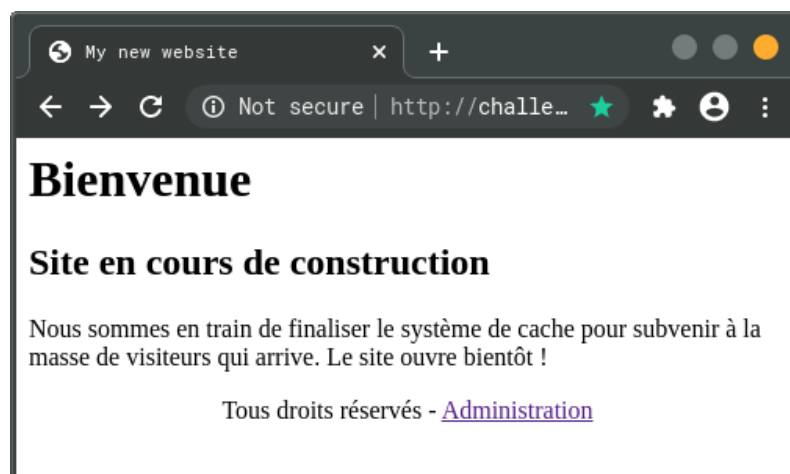 My new website
Not secure | http://challe…
Bienvenue
Site en cours de construction
Nous sommes en train de finaliser le système de cache pour subvenir à la
masse de visiteurs qui arrive. Le site ouvre bientôt !
Tous droits réservés - Administration